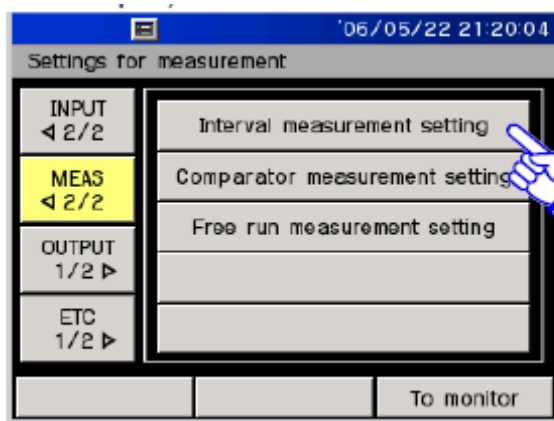 '06/05/22 21:20:04
Settings for measurement
INPUT
◁ 2/2
MEAS
◁ 2/2
OUTPUT
1/2 ▷
ETC
1/2 ▷
Interval measurement setting
Comparator measurement setting
Free run measurement setting
To monitor